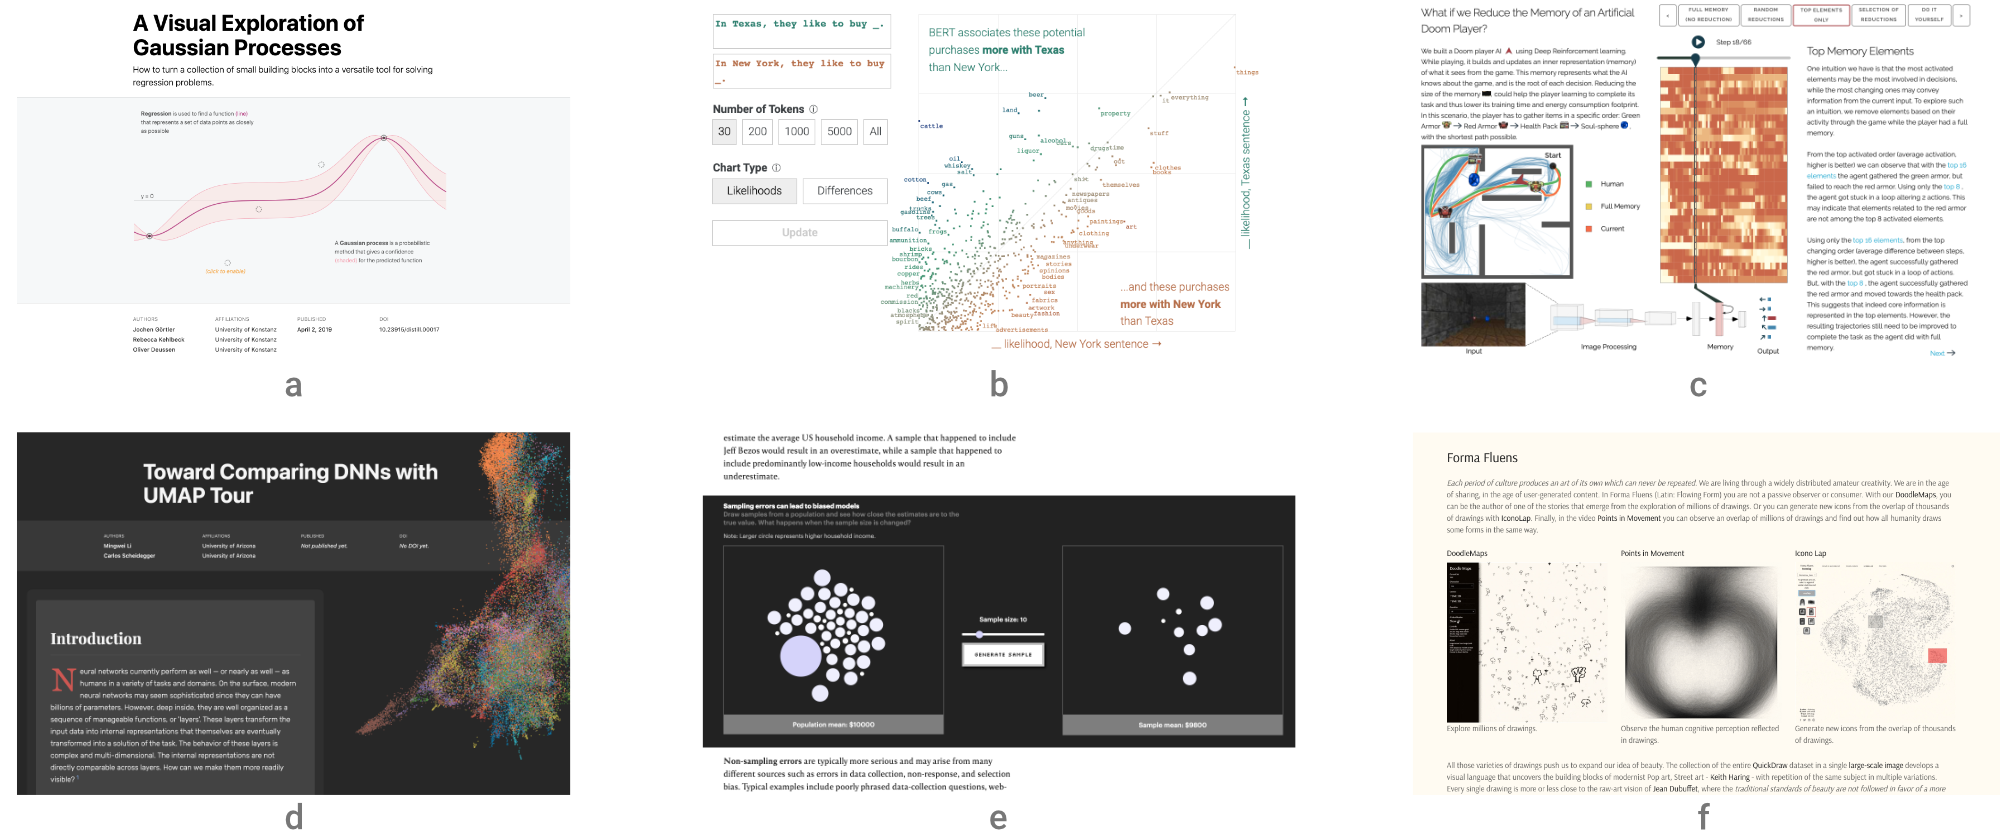 A Visual Exploration of
Gaussian Processes
How to turn a collection of small building blocks into a versatile tool for solving
regression problems.
Regression is used to find a function (line)
that represents a set of data points as closely
as possible
y = 0
A Gaussian process is a probabilistic
method that gives a confidence
(shaded) for the predicted function
(click to enable)
AUTHORS AFFILIATIONS PUBLISHED DOI
Jochen Görtler University of Konstanz April 2, 2019 10.23915/distill.00017
Rebecca Kehlbeck University of Konstanz
Oliver Deussen University of Konstanz
a
In Texas, they like to buy _.
In New York, they like to buy
_.
Number of Tokens
30 200 1000 5000 All
Chart Type
Likelihoods Differences
Update
BERT associates these potential
purchases more with Texas
than New York...
things
everything
it
beer
land
property
cattle
stuff
guns
alcohol
liquor
drugs
time
oil
whiskey
salt
got
clothes
books
cotton
gas
shit
themselves
cows
newspapers
antiques
beef
movies
goods
trucks
gasoline
trees
paintings
art
buffalo
frogs
clothing
ammunition
anything
underwear
bricks
shrimp
bourbon
magazines
stories
opinions
bodies
rides
copper
herbs
machinery
portraits
sex
red
commission
fabrics
artwork
blacks
beauty
fashion
atmosphere
spirit
life
advertisements
...and these purchases
more with New York
than Texas
__ likelihood, New York sentence →
__ likelihood, Texas sentence →
b
What if we Reduce the Memory of an Artificial
Doom Player?
We built a Doom player AI using Deep Reinforcement learning.
While playing, it builds and updates an inner representation (memory)
of what it sees from the game. This memory represents what the AI
knows about the game, and is the root of each decision. Reducing the
size of the memory , could help the player learning to complete its
task and thus lower its training time and energy consumption footprint.
In this scenario, the player has to gather items in a specific order: Green
Armor → Red Armor → Health Pack → Soul-sphere ,
with the shortest path possible.
Start
Human
Full Memory
Current
Input
Image Processing
Memory
Output
FULL MEMORY
(NO REDUCTION)
RANDOM
REDUCTIONS
TOP ELEMENTS
ONLY
SELECTION OF
REDUCTIONS
DO IT
YOURSELF
Step 18/66
Top Memory Elements
One intuition we have is that the most activated
elements may be the most involved in decisions,
while the most changing ones may convey
information from the current input. To explore such
an intuition, we remove elements based on their
activity through the game while the player had a full
memory.
From the top activated order (average activation,
higher is better) we can observe that with the top 16
elements the agent gathered the green armor, but
failed to reach the red armor. Using only the top 8 ,
the agent got stuck in a loop altering 2 actions. This
may indicate that elements related to the red armor
are not among the top 8 activated elements.
Using only the top 16 elements, from the top
changing order (average difference between steps,
higher is better), the agent successfully gathered
the red armor, but got stuck in a loop of actions.
But, with the top 8 , the agent successfully gathered
the red armor and moved towards the health pack.
This suggests that indeed core information is
represented in the top elements. However, the
resulting trajectories still need to be improved to
complete the task as the agent did with full
memory.
Next →
c
Toward Comparing DNNs with
UMAP Tour
AUTHORS AFFILIATIONS PUBLISHED DOI
Mingwei Li University of Arizona Not published yet. No DOI yet.
Carlos Scheidegger University of Arizona
Introduction
Neural networks currently perform as well – or nearly as well – as
humans in a variety of tasks and domains. On the surface, modern
neural networks may seem sophisticated since they can have
billions of parameters. However, deep inside, they are well organized as a
sequence of manageable functions, or 'layers'. These layers transform the
input data into internal representations that themselves are eventually
transformed into a solution of the task. The behavior of these layers is
complex and multi-dimensional. The internal representations are not
directly comparable across layers. How can we make them more readily
visible? 1
d
estimate the average US household income. A sample that happened to include
Jeff Bezos would result in an overestimate, while a sample that happened to
include predominantly low-income households would result in an
underestimate.
Sampling errors can lead to biased models
Draw samples from a population and see how close the estimates are to the
true value. What happens when the sample size is changed?
Note: Larger circle represents higher household income.
Sample size: 10
GENERATE SAMPLE
Population mean: $10000
Sample mean: $9800
Non-sampling errors are typically more serious and may arise from many
different sources such as errors in data collection, non-response, and selection
bias. Typical examples include poorly phrased data-collection questions, web-
e
Forma Fluens
Each period of culture produces an art of its own which can never be repeated. We are living through a widely distributed amateur creativity. We are in the age
of sharing, in the age of user-generated content. In Forma Fluens (Latin: Flowing Form) you are not a passive observer or consumer. With our DoodleMaps, you
can be the author of one of the stories that emerge from the exploration of millions of drawings. Or you can generate new icons from the overlap of thousands
of drawings with IconoLap. Finally, in the video Points in Movement you can observe an overlap of millions of drawings and find out how all humanity draws
some forms in the same way.
DoodleMaps Points in Movement Icono Lap
Doodle Maps
Explore millions of drawings.
Observe the human cognitive perception reflected
in drawings.
Generate new icons from the overlap of thousands
of drawings.
All those varieties of drawings push us to expand our idea of beauty. The collection of the entire QuickDraw dataset in a single large-scale image develops a
visual language that uncovers the building blocks of modernist Pop art, Street art - Keith Haring - with repetition of the same subject in multiple variations.
Every single drawing is more or less close to the raw-art vision of Jean Dubuffet, where the traditional standards of beauty are not followed in favor of a more
f